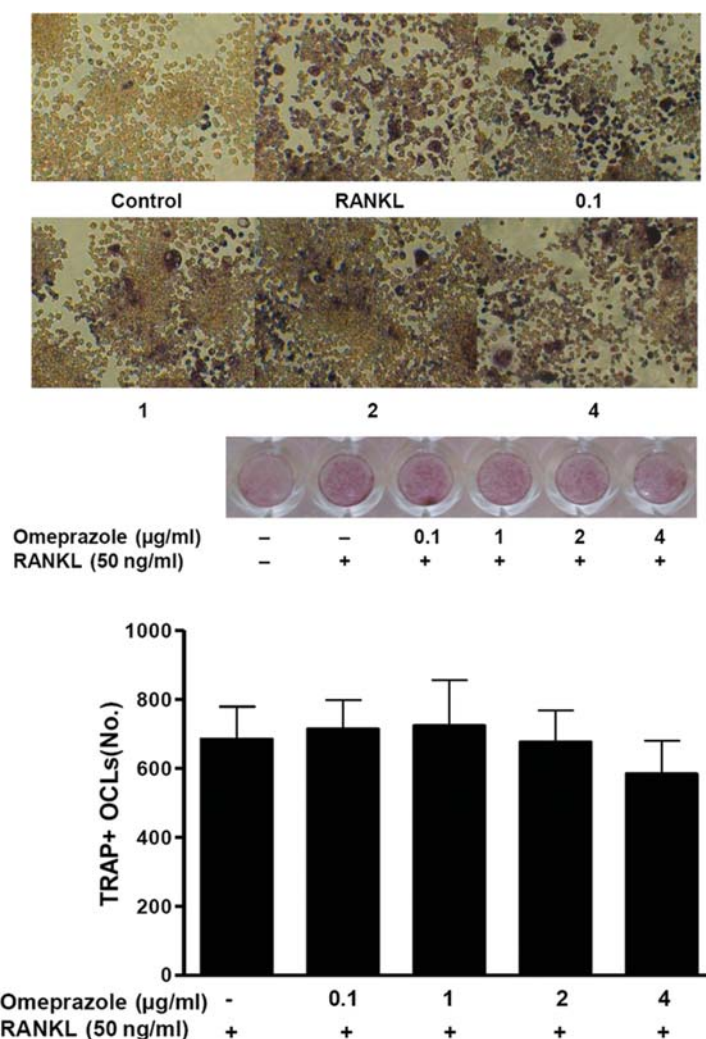 Control RANKL 0.1
1 2 4
Omeprazole (µg/ml) – – 0.1 1 2 4
RANKL (50 ng/ml) – + + + + +
1000
800
600
400
200
0
TRAP+ OCLs(No.)
Omeprazole (µg/ml) - 0.1 1 2 4
RANKL (50 ng/ml) + + + + +